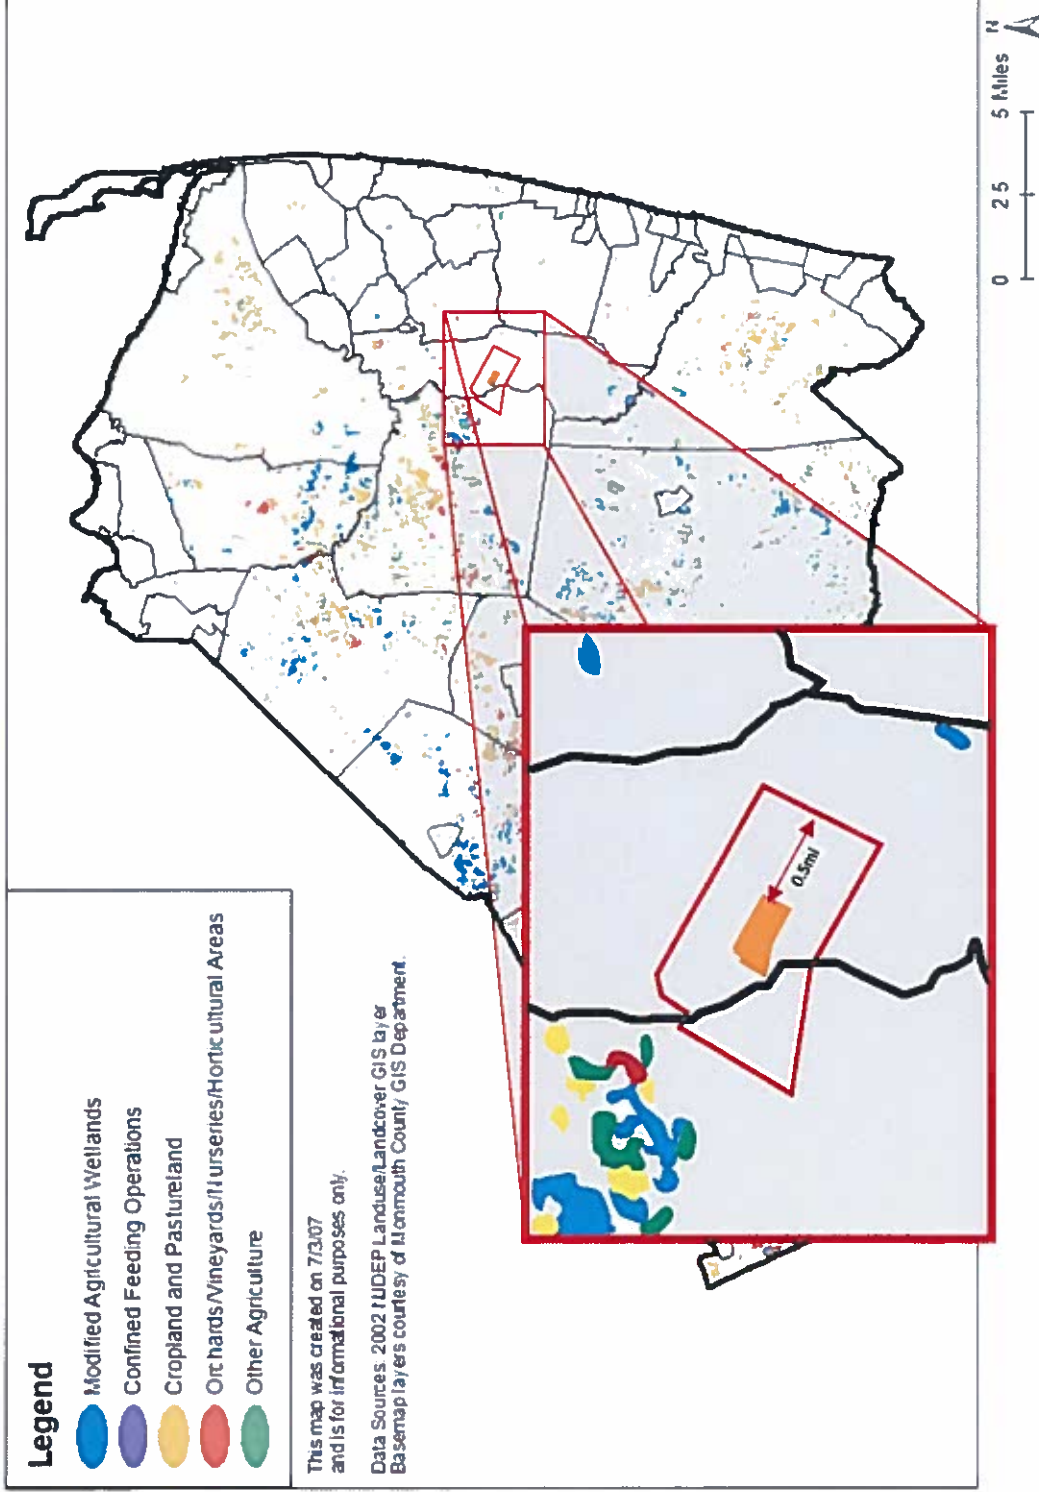 Legend
Modified Agricultural Wetlands
Confined Feeding Operations
Cropland and Pastureland
Orchards/Vineyards/Nurseries/Horticultural Areas
Other Agriculture
This map was created on 7/3/07
and is for informational purposes only.
Data Sources: 2002 NJDEP Landuse/Landcover GIS layer
Basemap layers courtesy of Monmouth County GIS Department.
0.5mi
0 2.5 5 Miles
N